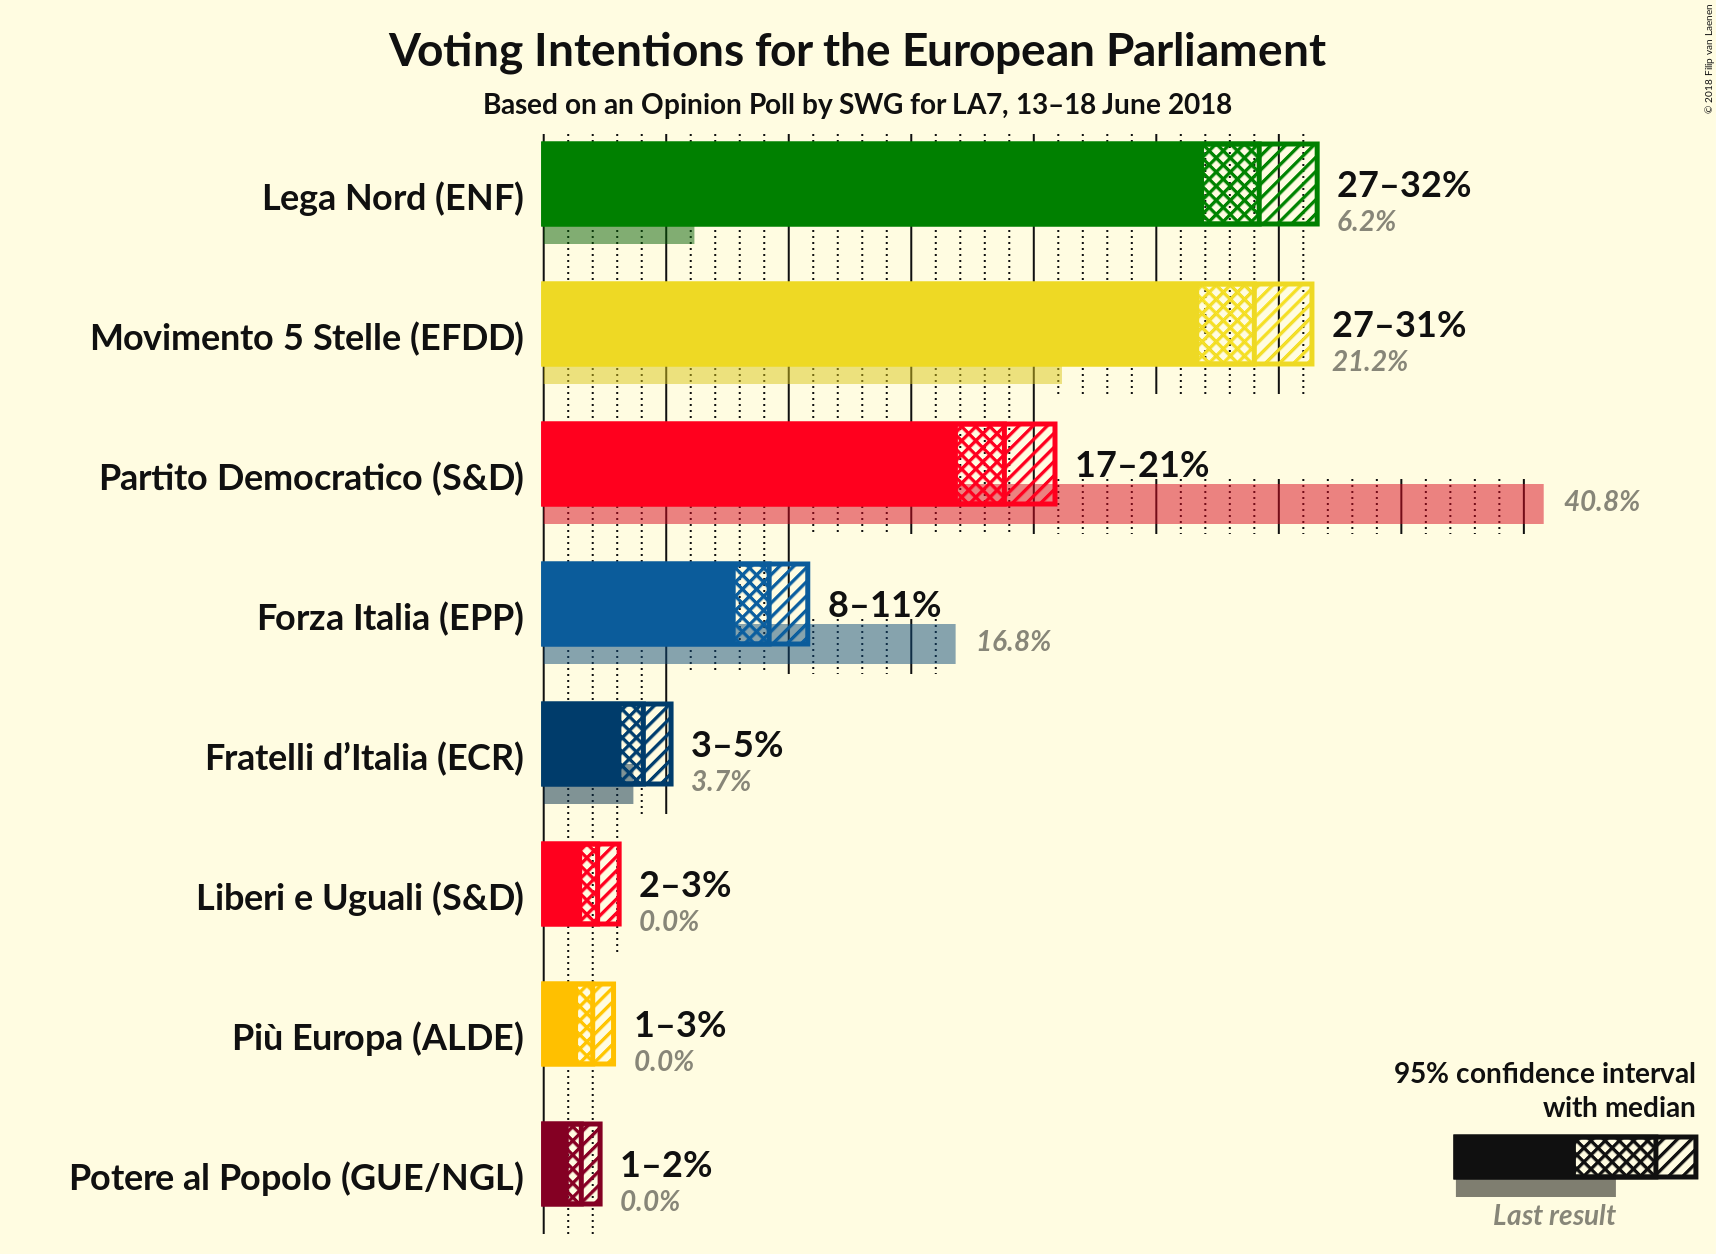 © 2018 Filip van Laenen
Voting Intentions for the European Parliament
Based on an Opinion Poll by SWG for LA7, 13–18 June 2018
Lega Nord (ENF)
27–32%
6.2%
Movimento 5 Stelle (EFDD)
27–31%
21.2%
Partito Democratico (S&D)
17–21%
40.8%
Forza Italia (EPP)
8–11%
16.8%
Fratelli d’Italia (ECR)
3–5%
3.7%
Liberi e Uguali (S&D)
2–3%
0.0%
Più Europa (ALDE)
1–3%
0.0%
Potere al Popolo (GUE/NGL)
1–2%
0.0%
95% confidence interval
with median
Last result